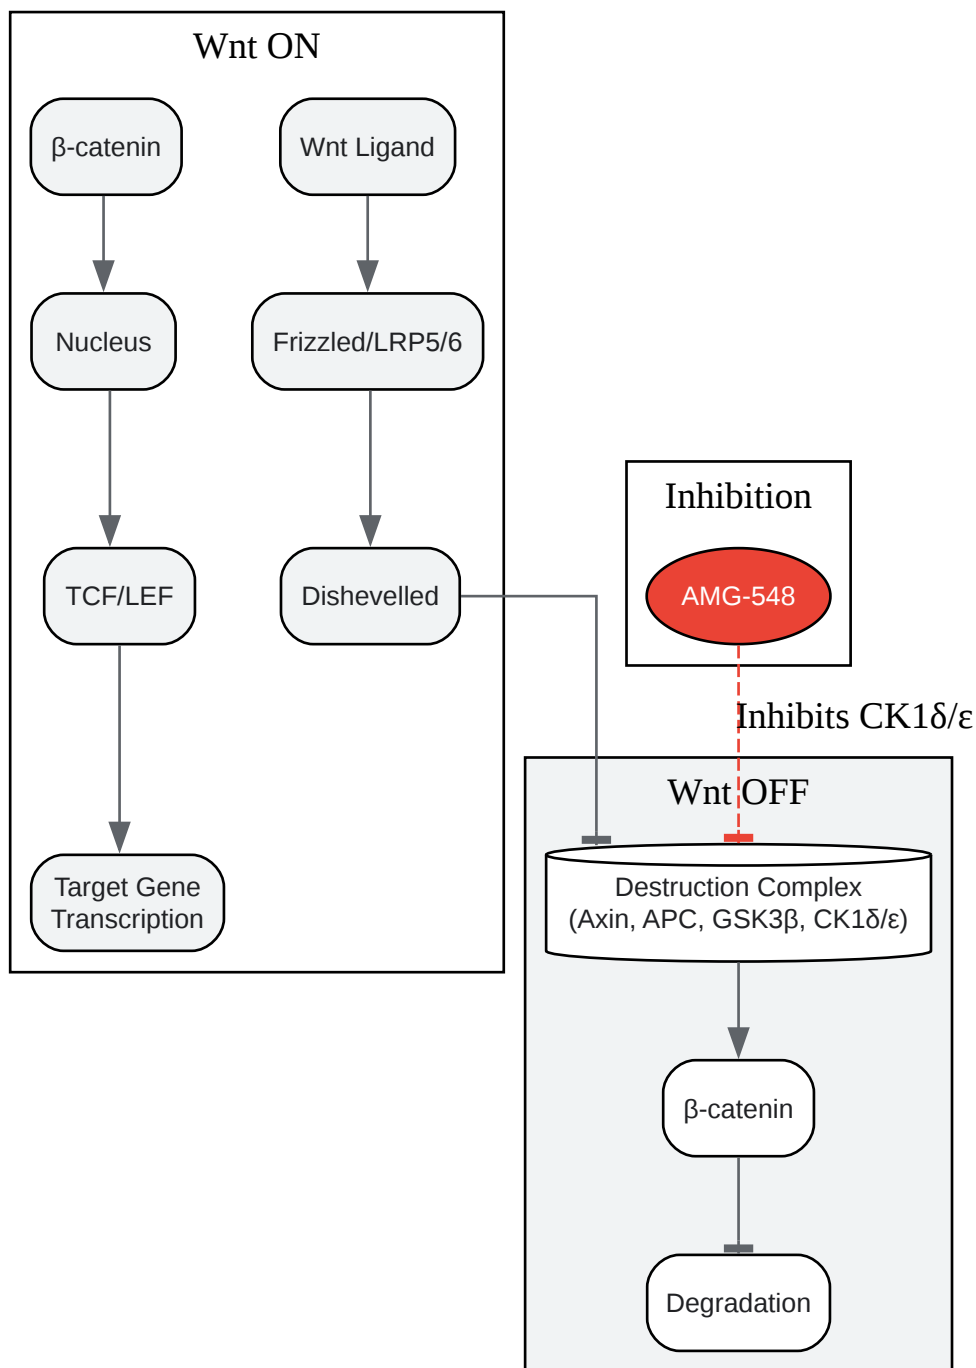 Wnt ON
β-catenin
Wnt Ligand
Nucleus
Frizzled/LRP5/6
Inhibition
TCF/LEF
Dishevelled
AMG-548
Inhibits CK1δ/ε
Wnt OFF
Target Gene
Transcription
Destruction Complex
(Axin, APC, GSK3β, CK1δ/ε)
β-catenin
Degradation